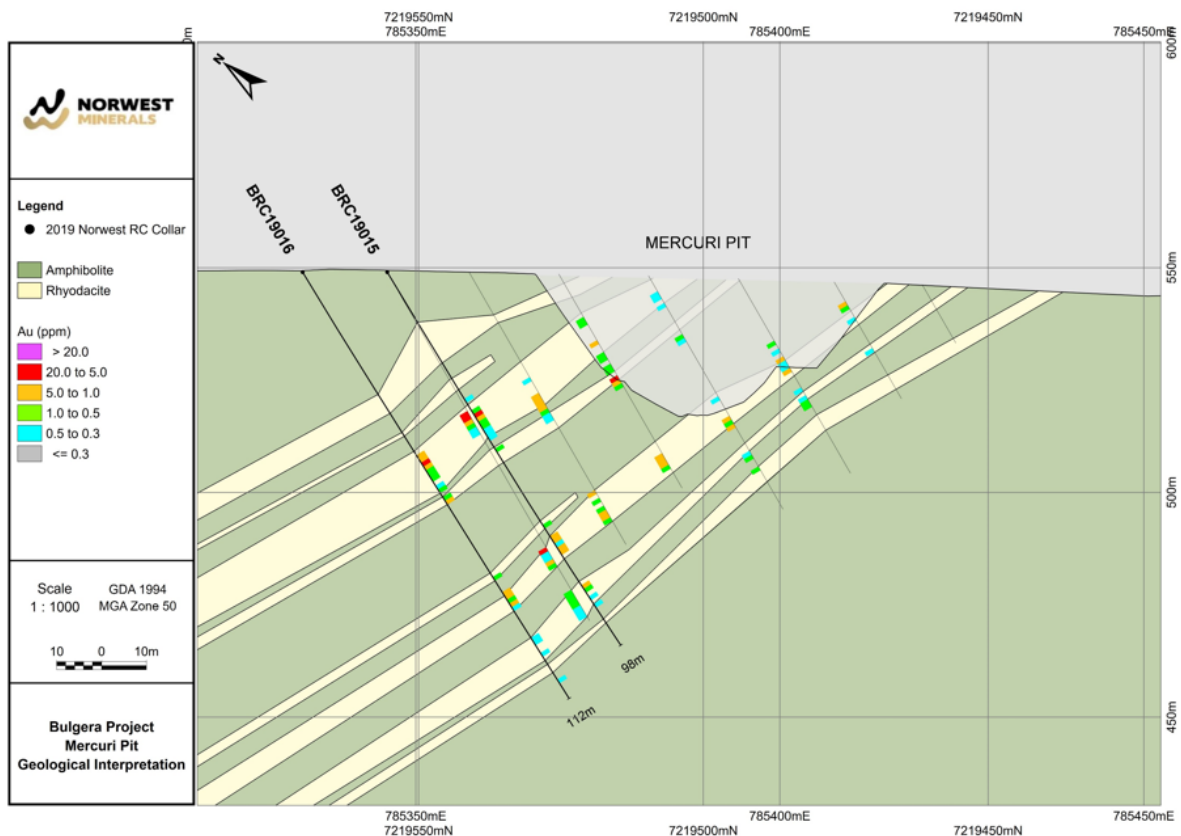 7219550mN
7219500mN
7219450mN
785350mE
785400mE
785450mE
600m
N
NORWEST
MINERALS
BRC19016
BRC19015
MERCURI PIT
550m
Legend
2019 Norwest RC Collar
Amphibolite
Rhyodacite
Au (ppm)
> 20.0
20.0 to 5.0
5.0 to 1.0
1.0 to 0.5
0.5 to 0.3
<= 0.3
500m
Scale
GDA 1994
1 : 1000
MGA Zone 50
10 0 10m
98m
112m
450m
Bulgera Project
Mercuri Pit
Geological Interpretation
785350mE
785400mE
785450mE
7219550mN
7219500mN
7219450mN